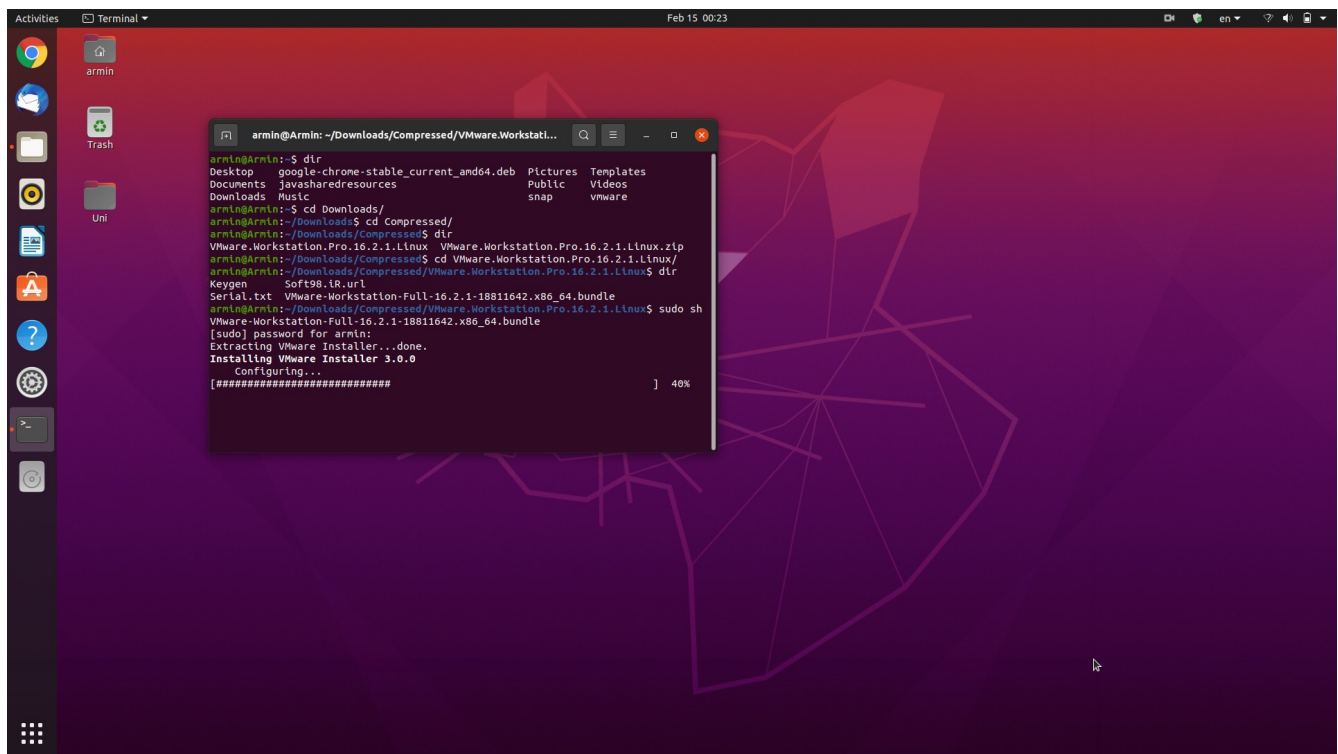 Activities
Terminal
Feb 15 00:23
en
armin
Trash
Uni
armin@Armin: ~/Downloads/Compressed/VMware.Workstati...
armin@Armin:~$ dir
Desktop google-chrome-stable_current_amd64.deb Pictures Templates
Documents javasharedresources Public Videos
Downloads Music snap vmware
armin@Armin:~$ cd Downloads/
armin@Armin:~/Downloads$ cd Compressed/
armin@Armin:~/Downloads/Compressed$ dir
VMware.Workstation.Pro.16.2.1.Linux VMware.Workstation.Pro.16.2.1.Linux.zip
armin@Armin:~/Downloads/Compressed$ cd VMware.Workstation.Pro.16.2.1.Linux/
armin@Armin:~/Downloads/Compressed/VMware.Workstation.Pro.16.2.1.Linux$ dir
Keygen Soft98.iR.url
Serial.txt VMware-Workstation-Full-16.2.1-18811642.x86_64.bundle
armin@Armin:~/Downloads/Compressed/VMware.Workstation.Pro.16.2.1.Linux$ sudo sh
VMware-Workstation-Full-16.2.1-18811642.x86_64.bundle
[sudo] password for armin:
Extracting VMware Installer...done.
Installing VMware Installer 3.0.0
Configuring...
[############################ ] 40%